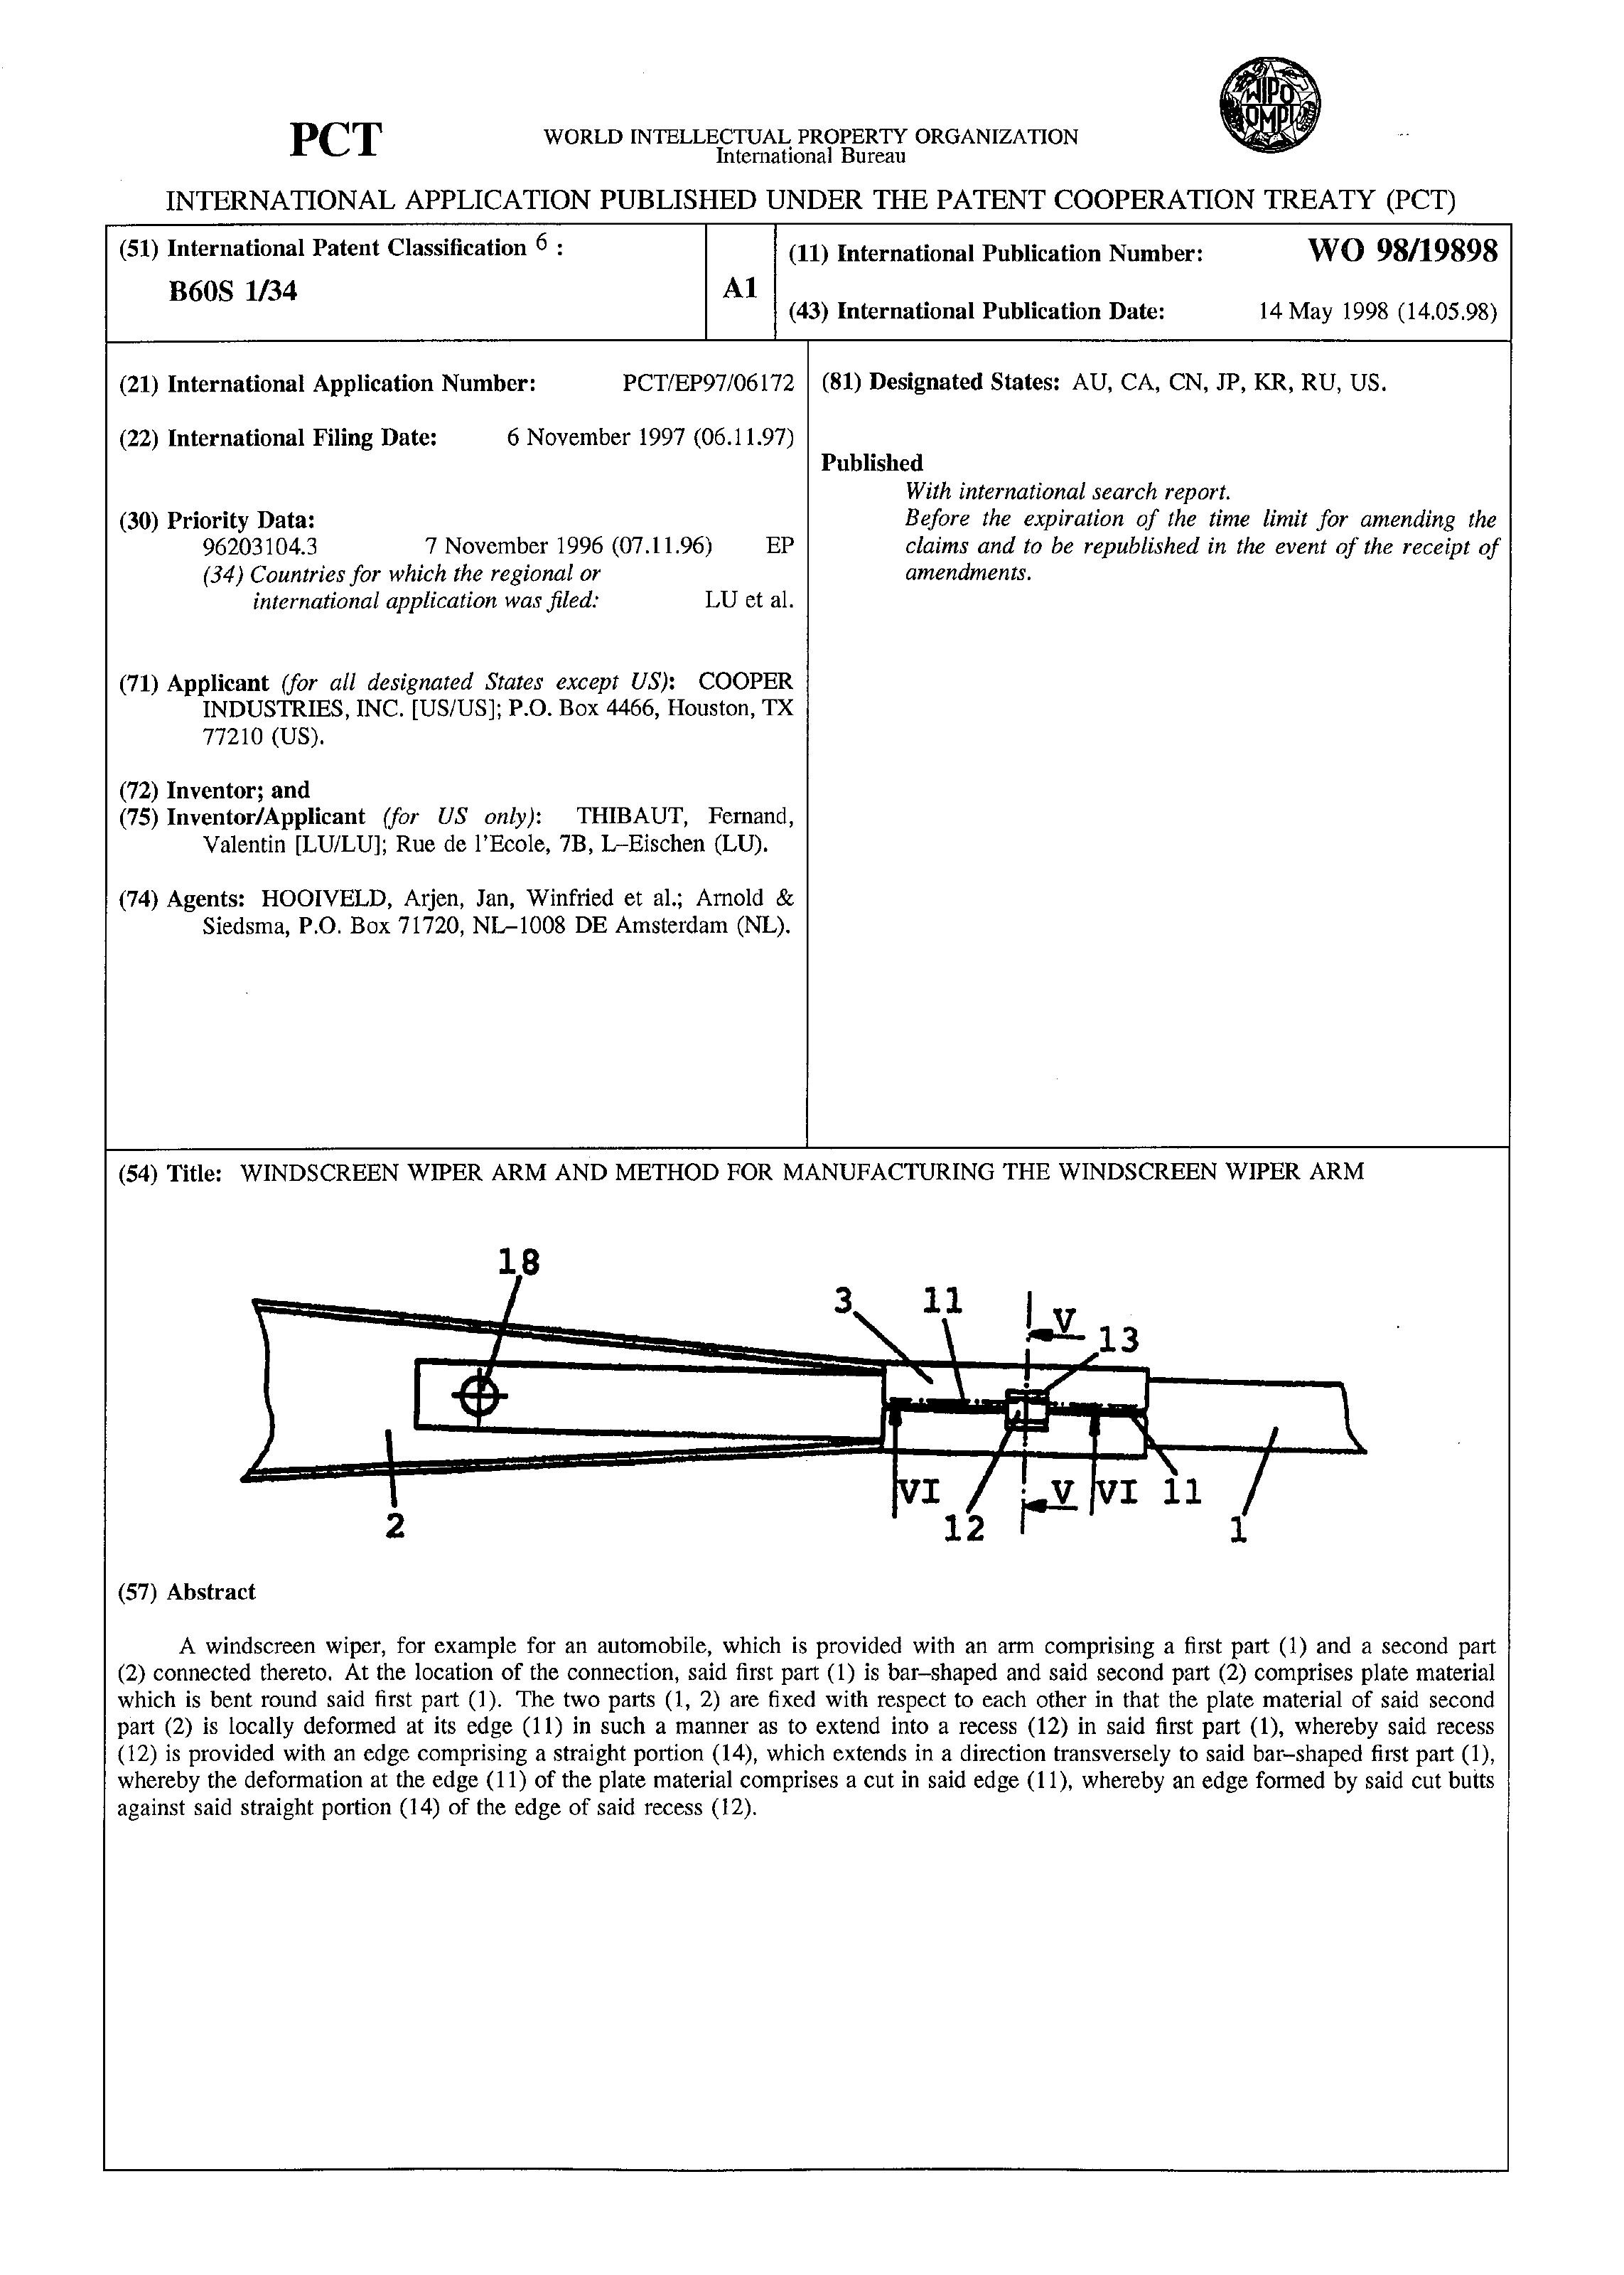 WIPO
OMPI
PCT
WORLD INTELLECTUAL PROPERTY ORGANIZATION
International Bureau
INTERNATIONAL APPLICATION PUBLISHED UNDER THE PATENT COOPERATION TREATY (PCT)
(51) International Patent Classification 6 :
B60S 1/34
A1
(11) International Publication Number: WO 98/19898
(43) International Publication Date: 14 May 1998 (14.05.98)
(21) International Application Number: PCT/EP97/06172
(22) International Filing Date: 6 November 1997 (06.11.97)
(30) Priority Data:
96203104.3 7 November 1996 (07.11.96) EP
(34) Countries for which the regional or
international application was filed: LU et al.
(71) Applicant (for all designated States except US): COOPER
INDUSTRIES, INC. [US/US]; P.O. Box 4466, Houston, TX
77210 (US).
(72) Inventor; and
(75) Inventor/Applicant (for US only): THIBAUT, Fernand,
Valentin [LU/LU]; Rue de l'Ecole, 7B, L–Eischen (LU).
(74) Agents: HOOIVELD, Arjen, Jan, Winfried et al.; Arnold &
Siedsma, P.O. Box 71720, NL–1008 DE Amsterdam (NL).
(81) Designated States: AU, CA, CN, JP, KR, RU, US.
Published
With international search report.
Before the expiration of the time limit for amending the
claims and to be republished in the event of the receipt of
amendments.
(54) Title: WINDSCREEN WIPER ARM AND METHOD FOR MANUFACTURING THE WINDSCREEN WIPER ARM
18
3 11 V 13
VI V VI 11
2 12 1
(57) Abstract
A windscreen wiper, for example for an automobile, which is provided with an arm comprising a first part (1) and a second part
(2) connected thereto. At the location of the connection, said first part (1) is bar–shaped and said second part (2) comprises plate material
which is bent round said first part (1). The two parts (1, 2) are fixed with respect to each other in that the plate material of said second
part (2) is locally deformed at its edge (11) in such a manner as to extend into a recess (12) in said first part (1), whereby said recess
(12) is provided with an edge comprising a straight portion (14), which extends in a direction transversely to said bar–shaped first part (1),
whereby the deformation at the edge (11) of the plate material comprises a cut in said edge (11), whereby an edge formed by said cut butts
against said straight portion (14) of the edge of said recess (12).